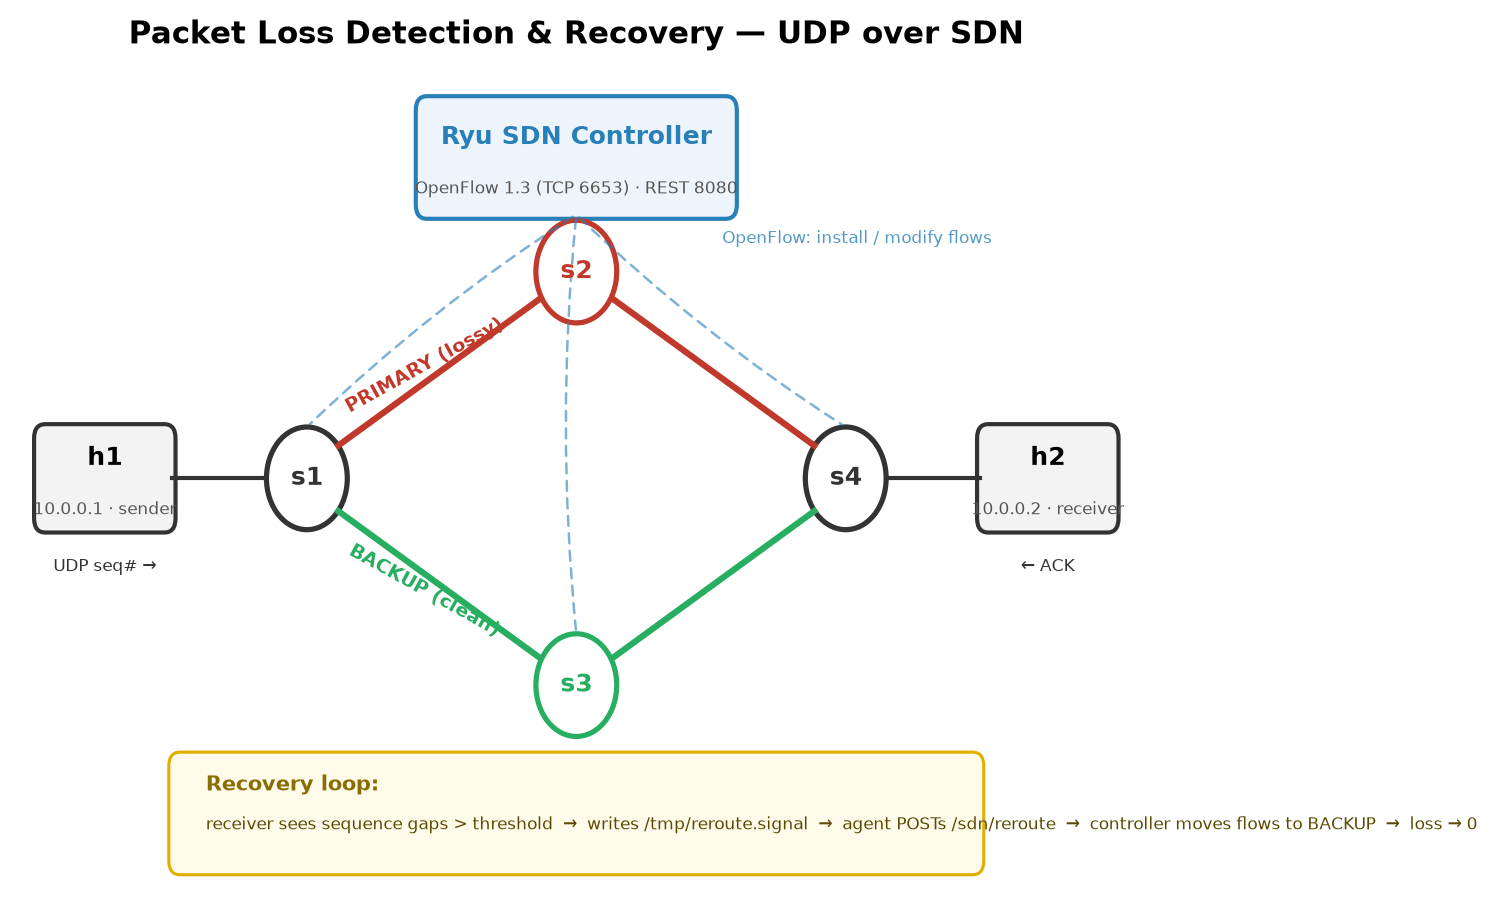 Packet Loss Detection & Recovery — UDP over SDN
Ryu SDN Controller
OpenFlow 1.3 (TCP 6653) · REST 8080
OpenFlow: install / modify flows
s2
PRIMARY (lossy)
h1
10.0.0.1 · sender
UDP seq# →
s1
s4
h2
10.0.0.2 · receiver
← ACK
BACKUP (clean)
s3
Recovery loop:
receiver sees sequence gaps > threshold → writes /tmp/reroute.signal → agent POSTs /sdn/reroute → controller moves flows to BACKUP → loss → 0